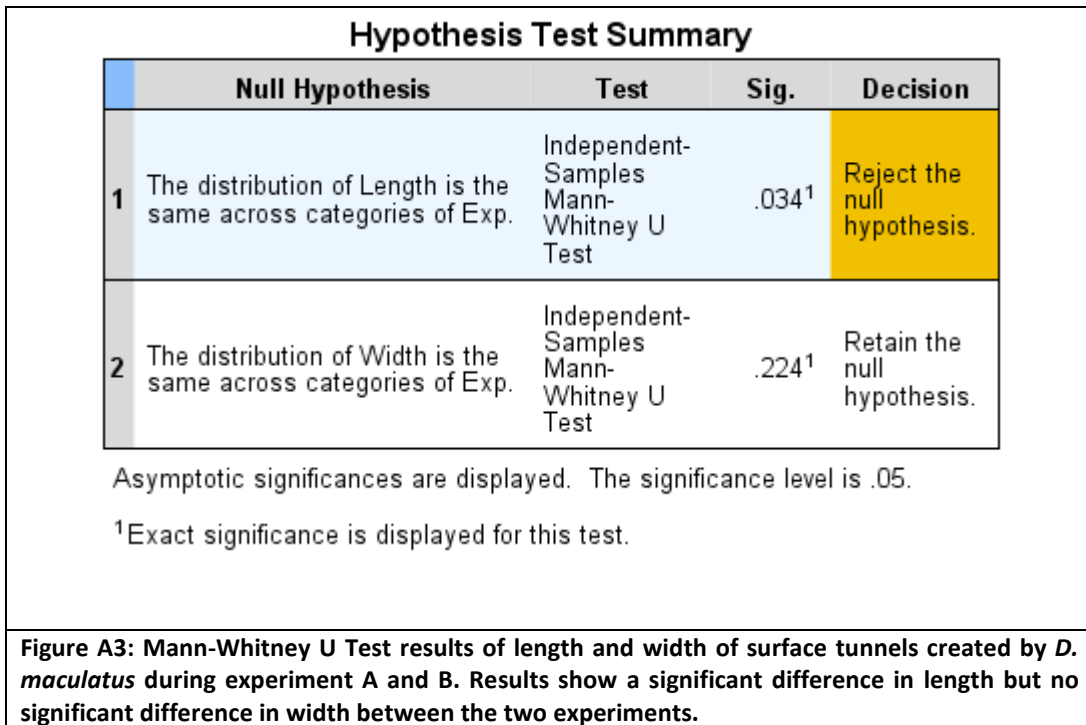 Hypothesis Test Summary
Null Hypothesis Test Sig. Decision
1 The distribution of Length is the same across categories of Exp. Independent-Samples Mann-Whitney U Test .034¹ Reject the null hypothesis.
2 The distribution of Width is the same across categories of Exp. Independent-Samples Mann-Whitney U Test .224¹ Retain the null hypothesis.
Asymptotic significances are displayed. The significance level is .05.
¹Exact significance is displayed for this test.
Figure A3: Mann-Whitney U Test results of length and width of surface tunnels created by D.
maculatus during experiment A and B. Results show a significant difference in length but no
significant difference in width between the two experiments.